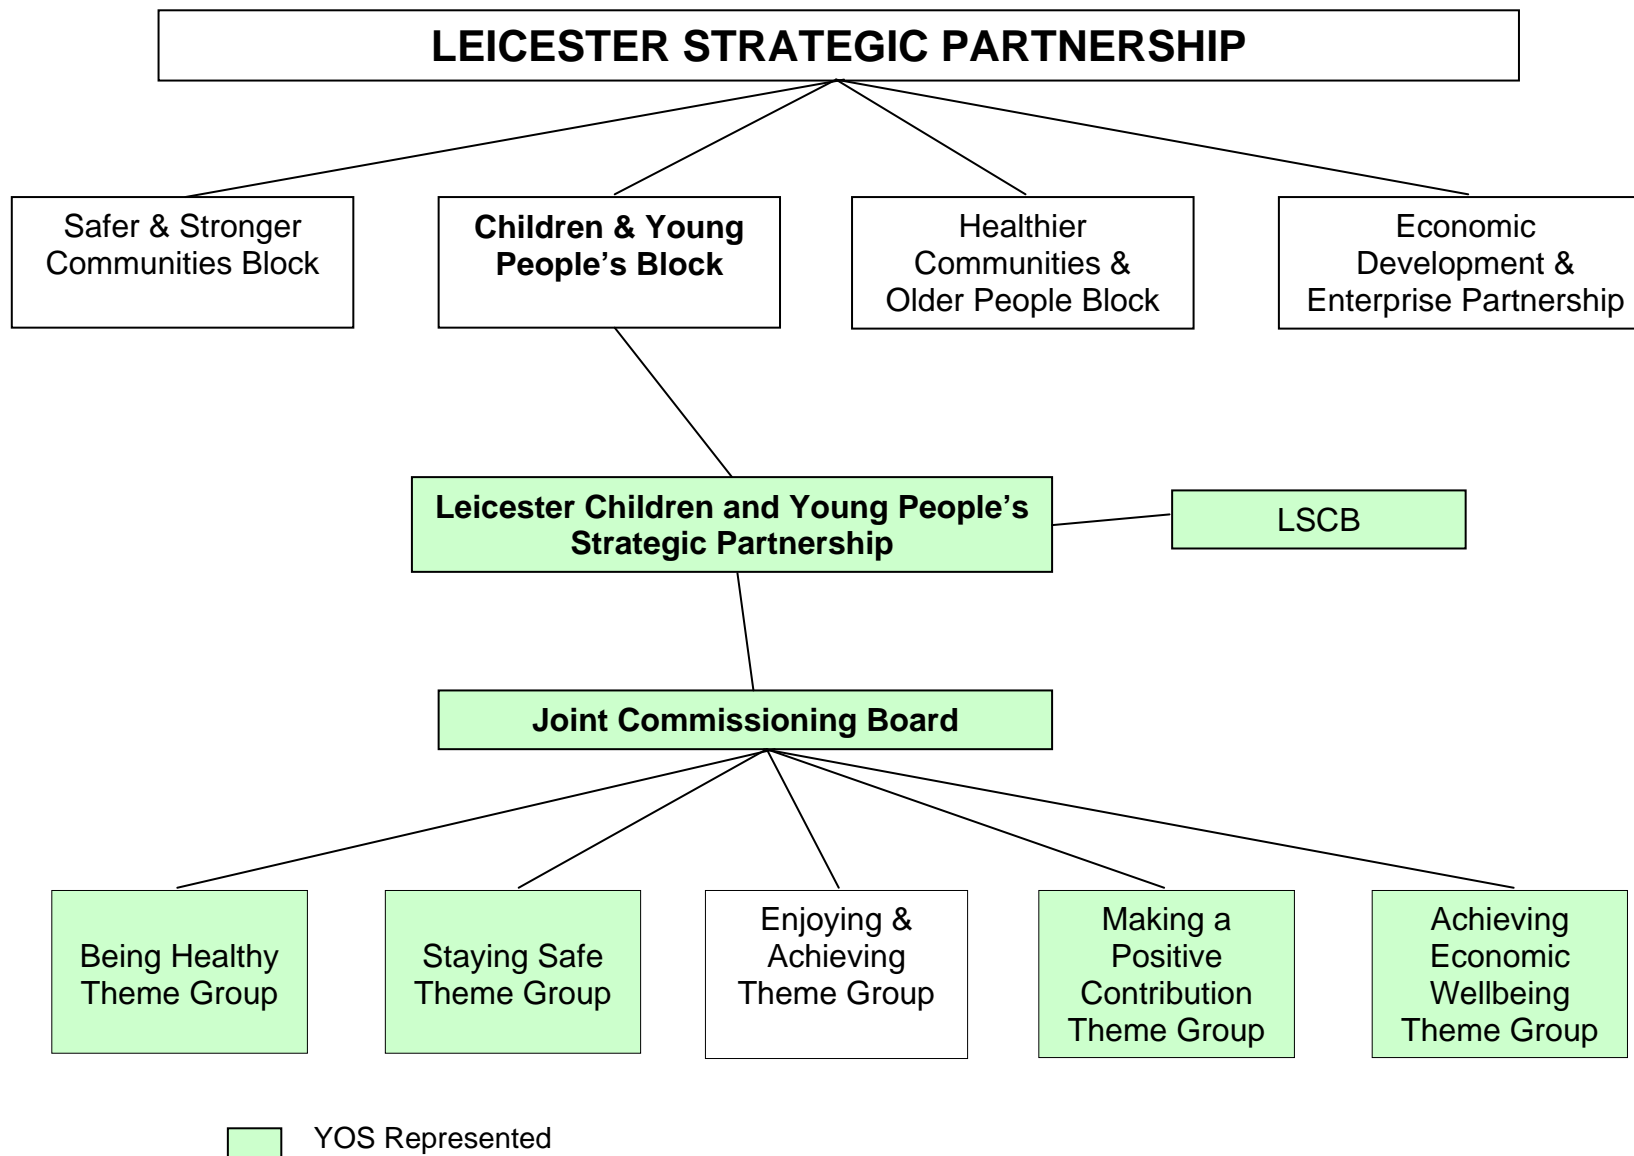 LEICESTER STRATEGIC PARTNERSHIP
Safer & Stronger
Communities Block
Children & Young
People’s Block
Healthier
Communities &
Older People Block
Economic
Development &
Enterprise Partnership
Leicester Children and Young People’s
Strategic Partnership
LSCB
Joint Commissioning Board
Being Healthy
Theme Group
Staying Safe
Theme Group
Enjoying &
Achieving
Theme Group
Making a
Positive
Contribution
Theme Group
Achieving
Economic
Wellbeing
Theme Group
YOS Represented